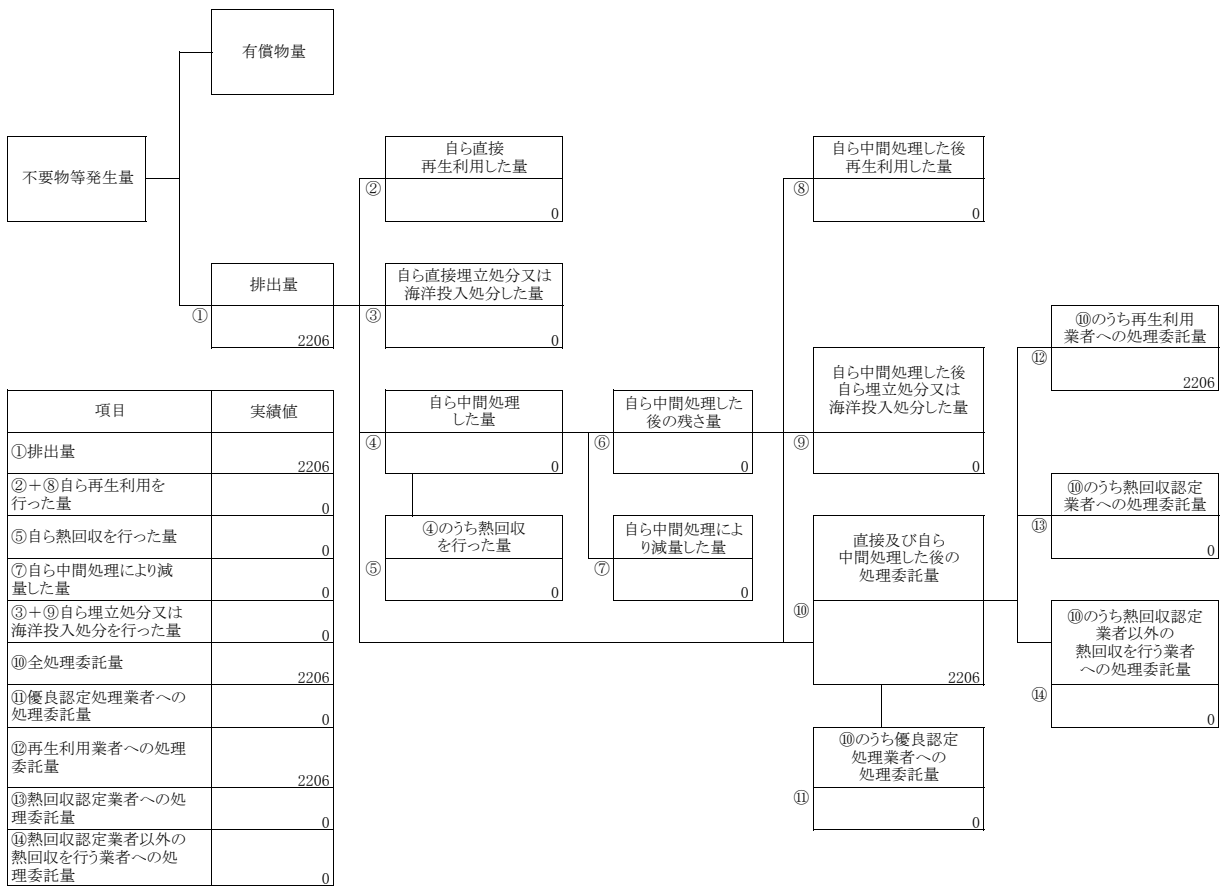 有償物量
不要物等発生量
自ら直接
再生利用した量
②
0
自ら中間処理した後
再生利用した量
⑧
0
排出量
①
2206
自ら直接埋立処分又は
海洋投入処分した量
③
0
自ら中間処理
した量
④
0
自ら中間処理した
後の残さ量
⑥
0
自ら中間処理した後
自ら埋立処分又は
海洋投入処分した量
⑨
0
④のうち熱回収
を行った量
⑤
0
自ら中間処理によ
り減量した量
⑦
0
直接及び自ら
中間処理した後の
処理委託量
⑩
2206
⑩のうち優良認定
処理業者への
処理委託量
⑪
0
⑩のうち再生利用
業者への処理委託量
⑫
2206
⑩のうち熱回収認定
業者への処理委託量
⑬
0
⑩のうち熱回収認定
業者以外の
熱回収を行う業者
への処理委託量
⑭
0
項目 実績値
①排出量
2206
②＋⑧自ら再生利用を
行った量
0
⑤自ら熱回収を行った量
0
⑦自ら中間処理により減
量した量
0
③＋⑨自ら埋立処分又は
海洋投入処分を行った量
0
⑩全処理委託量
2206
⑪優良認定処理業者への
処理委託量
0
⑫再生利用業者への処理
委託量
2206
⑬熱回収認定業者への処
理委託量
0
⑭熱回収認定業者以外の
熱回収を行う業者への処
理委託量
0